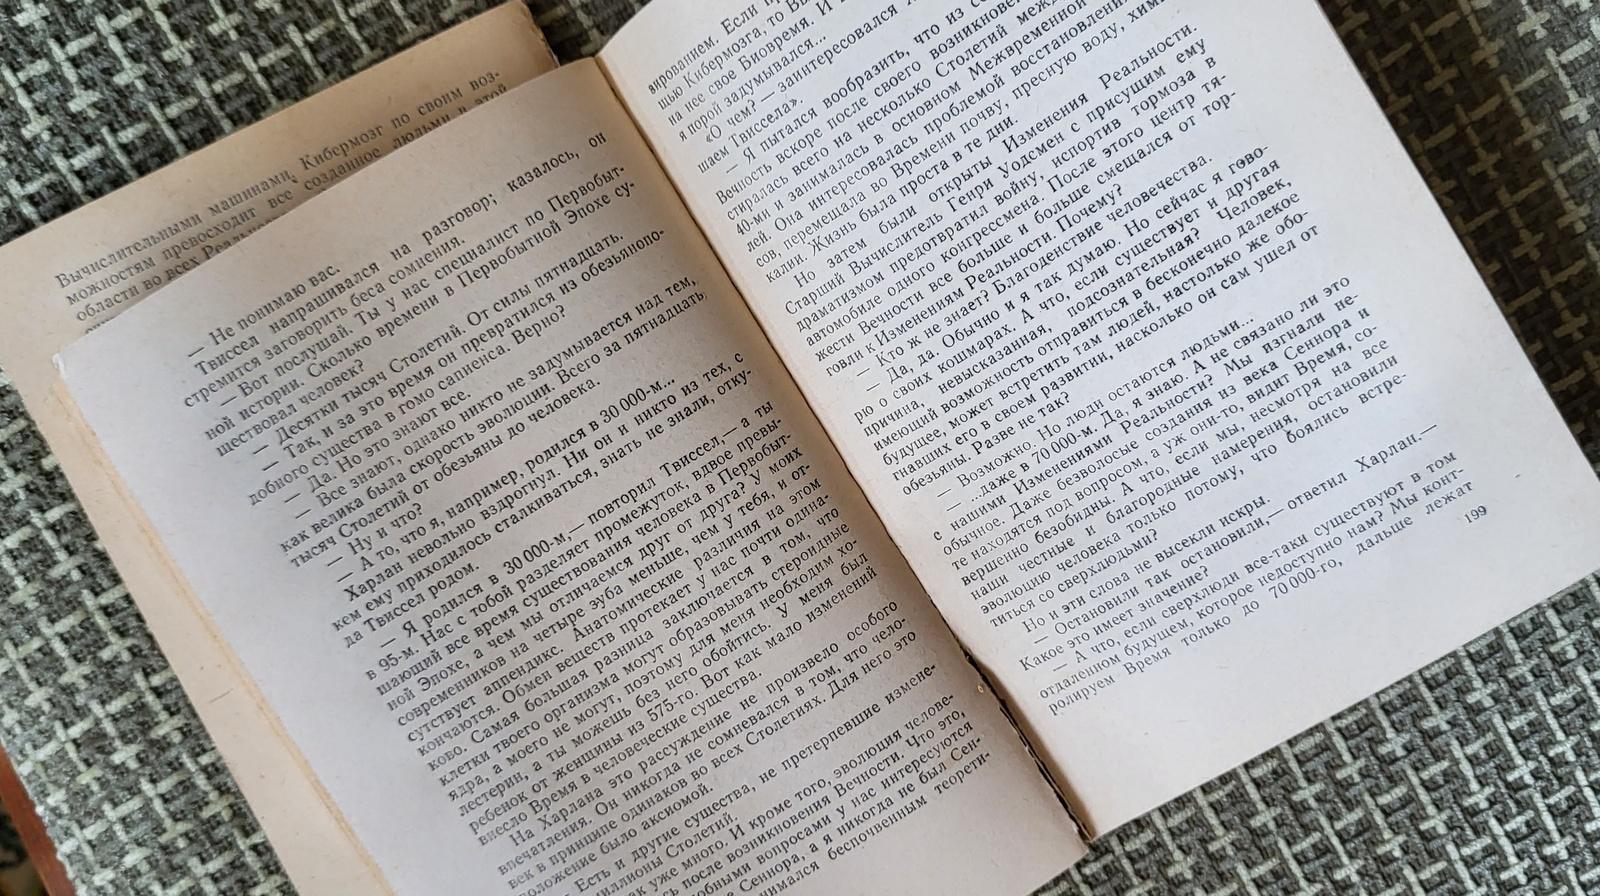 Вычислительными машинами, Кибермозг по своим воз-
можностям превосходит все созданное людьми в этой
области во всех
— Не понимаю вас.
Твиссел напрашивался на разговор; казалось, он
стремится заговорить беса сомнения.
— Вот послушай. Ты у нас специалист по Первобыт-
ной истории. Сколько времени в Первобытной Эпохе су-
ществовал человек?
— Десятки тысяч Столетий. От силы пятнадцать.
— Так, и за это время он превратился из обезьянопо-
добного существа в гомо сапиенса. Верно?
— Да. Но это знают все.
— Все знают, однако никто не задумывается над тем,
как велика была скорость эволюции. Всего за пятнадцать
тысяч Столетий от обезьяны до человека.
— Ну и что?
— А то, что я, например, родился в 30 000-м...
Харлан невольно вздрогнул. Ни он и никто из тех, с
кем ему приходилось сталкиваться, знать не знали, отку-
да Твиссел родом.
— Я родился в 30 000-м,— повторил Твиссел,— а ты
в 95-м. Нас с тобой разделяет промежуток, вдвое превы-
шающий все время существования человека в Первобыт-
ной Эпохе, а чем мы отличаемся друг от друга? У моих
современников на четыре зуба меньше, чем у тебя, и от-
сутствует аппендикс. Анатомические различия на этом
кончаются. Обмен веществ протекает у нас почти одина-
ково. Самая большая разница заключается в том, что
клетки твоего организма могут образовывать стероидные
ядра, а моего не могут, поэтому для меня необходим хо-
лестерин, а ты можешь без него обойтись. У меня был
ребенок от женщины из 575-го. Вот как мало изменений
внесло Время в человеческие существа.
На Харлана это рассуждение не произвело особого
впечатления. Он никогда не сомневался в том, что чело-
век в принципе одинаков во всех Столетиях. Для него это
положение было аксиомой.
Есть и другие существа, не претерпевшие измене-
миллионы Столетий.
так уже много. И кроме того, эволюция челове-
после возникновения Вечности. Что это,
подобными вопросами у нас интересуются
Сеннора, а я никогда не был Сен-
занимался беспочвенным теорети-
вированием. Если
шью Кибермозга, то
на нее свое Биовремя. И
я порой задумывался...
«О чем? — заинтересовался
шаем Твиссела».
— Я пытался вообразить, что из
Вечность вскоре после своего возникнове
стиралась всего на несколько Столетий меж
40-ми и занималась в основном Межвременной
лей. Она интересовалась проблемой восстановления
сов, перемещала во Времени почву, пресную воду, хим
калии. Жизнь была проста в те дни.
Но затем были открыты Изменения Реальности.
Старший Вычислитель Генри Уодсмен с присущим ему
драматизмом предотвратил войну, испортив тормоза в
автомобиле одного конгрессмена. После этого центр тя-
жести Вечности все больше и больше смещался от тор-
говли к Изменениям Реальности. Почему?
— Кто ж не знает? Благоденствие человечества.
— Да, да. Обычно и я так думаю. Но сейчас я гово-
рю о своих кошмарах. А что, если существует и другая
причина, невысказанная, подсознательная? Человек,
имеющий возможность отправиться в бесконечно далекое
будущее, может встретить там людей, настолько же обо-
гнавших его в своем развитии, насколько он сам ушел от
обезьяны. Разве не так?
— Возможно. Но люди остаются людьми...
— ...даже в 70 000-м. Да, я знаю. А не связано ли это
с нашими Изменениями Реальности? Мы изгнали не-
обычное. Даже безволосые создания из века Сеннора и
те находятся под вопросом, а уж они-то, видит Время, со-
вершенно безобидны. А что, если мы, несмотря на все
наши честные и благородные намерения, остановили
эволюцию человека только потому, что боялись встре-
титься со сверхлюдьми?
Но и эти слова не высекли искры.
— Остановили так остановили,— ответил Харлан.—
Какое это имеет значение?
— А что, если сверхлюди все-таки существуют в том
отдаленном будущем, которое недоступно нам? Мы конт-
ролируем Время только до 70 000-го, дальше лежат
199